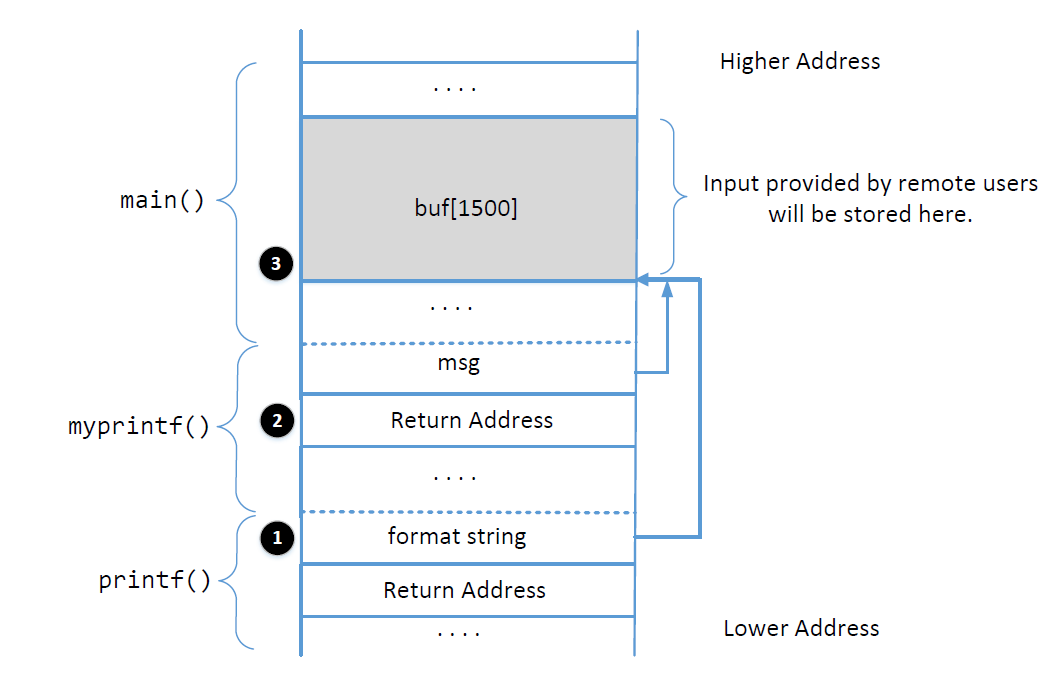 Higher Address
. . . .
main()
buf[1500]
Input provided by remote users
will be stored here.
3
. . . .
msg
myprintf()
2
Return Address
. . . .
1
format string
printf()
Return Address
. . . .
Lower Address